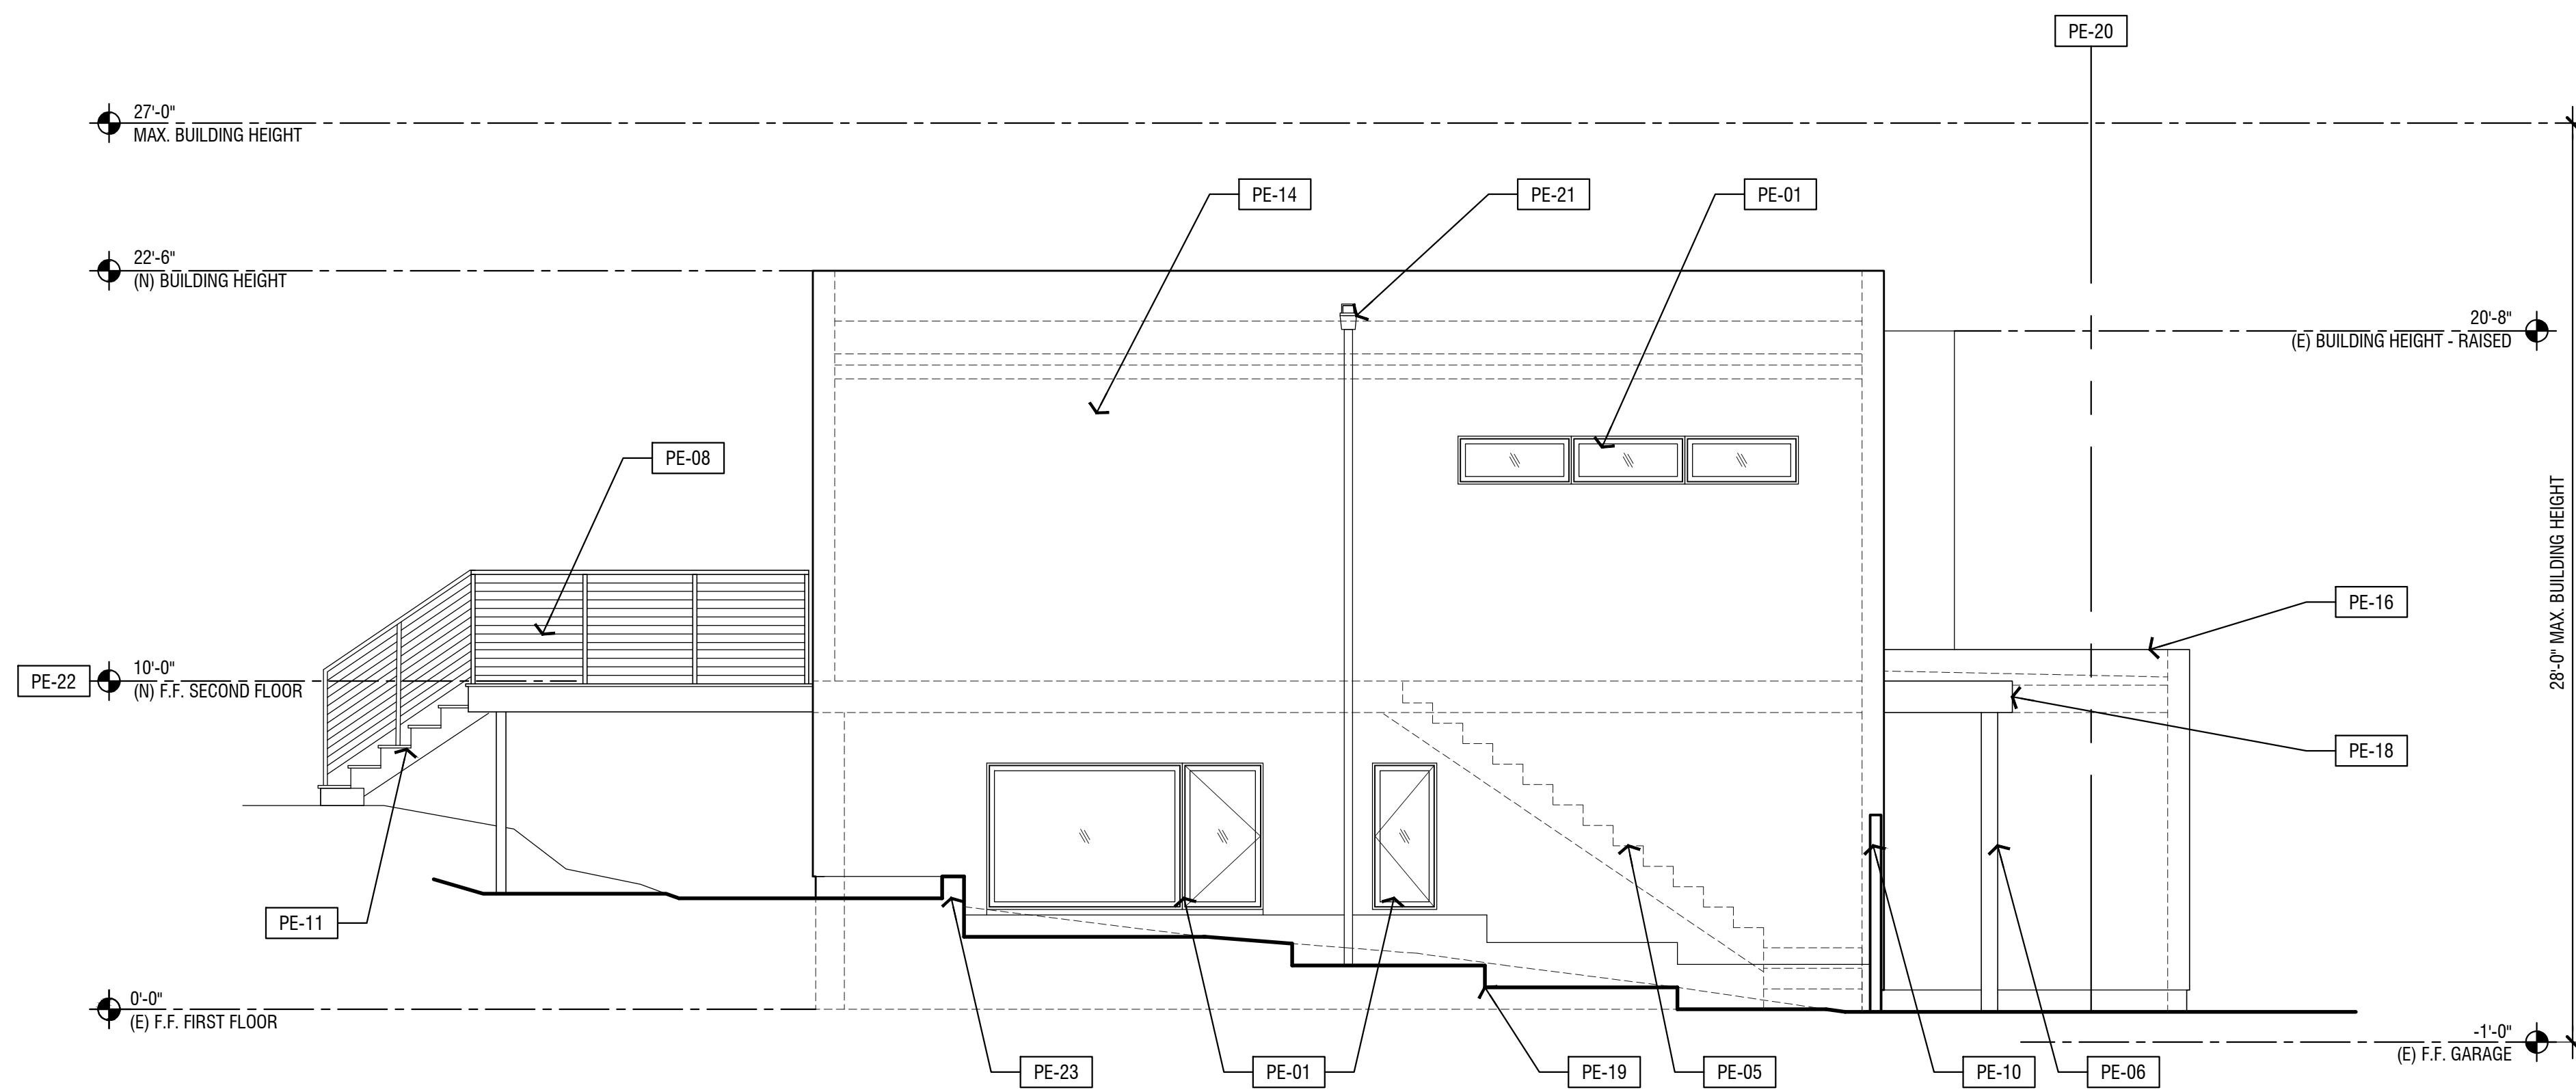 PE-20
27'-0"
MAX. BUILDING HEIGHT
PE-14
PE-21
PE-01
22'-6"
(N) BUILDING HEIGHT
20'-8"
(E) BUILDING HEIGHT - RAISED
PE-08
28'-0" MAX. BUILDING HEIGHT
PE-16
PE-22
10'-0"
(N) F.F. SECOND FLOOR
PE-18
PE-11
0'-0"
(E) F.F. FIRST FLOOR
-1'-0"
(E) F.F. GARAGE
PE-23
PE-01
PE-19
PE-05
PE-10
PE-06